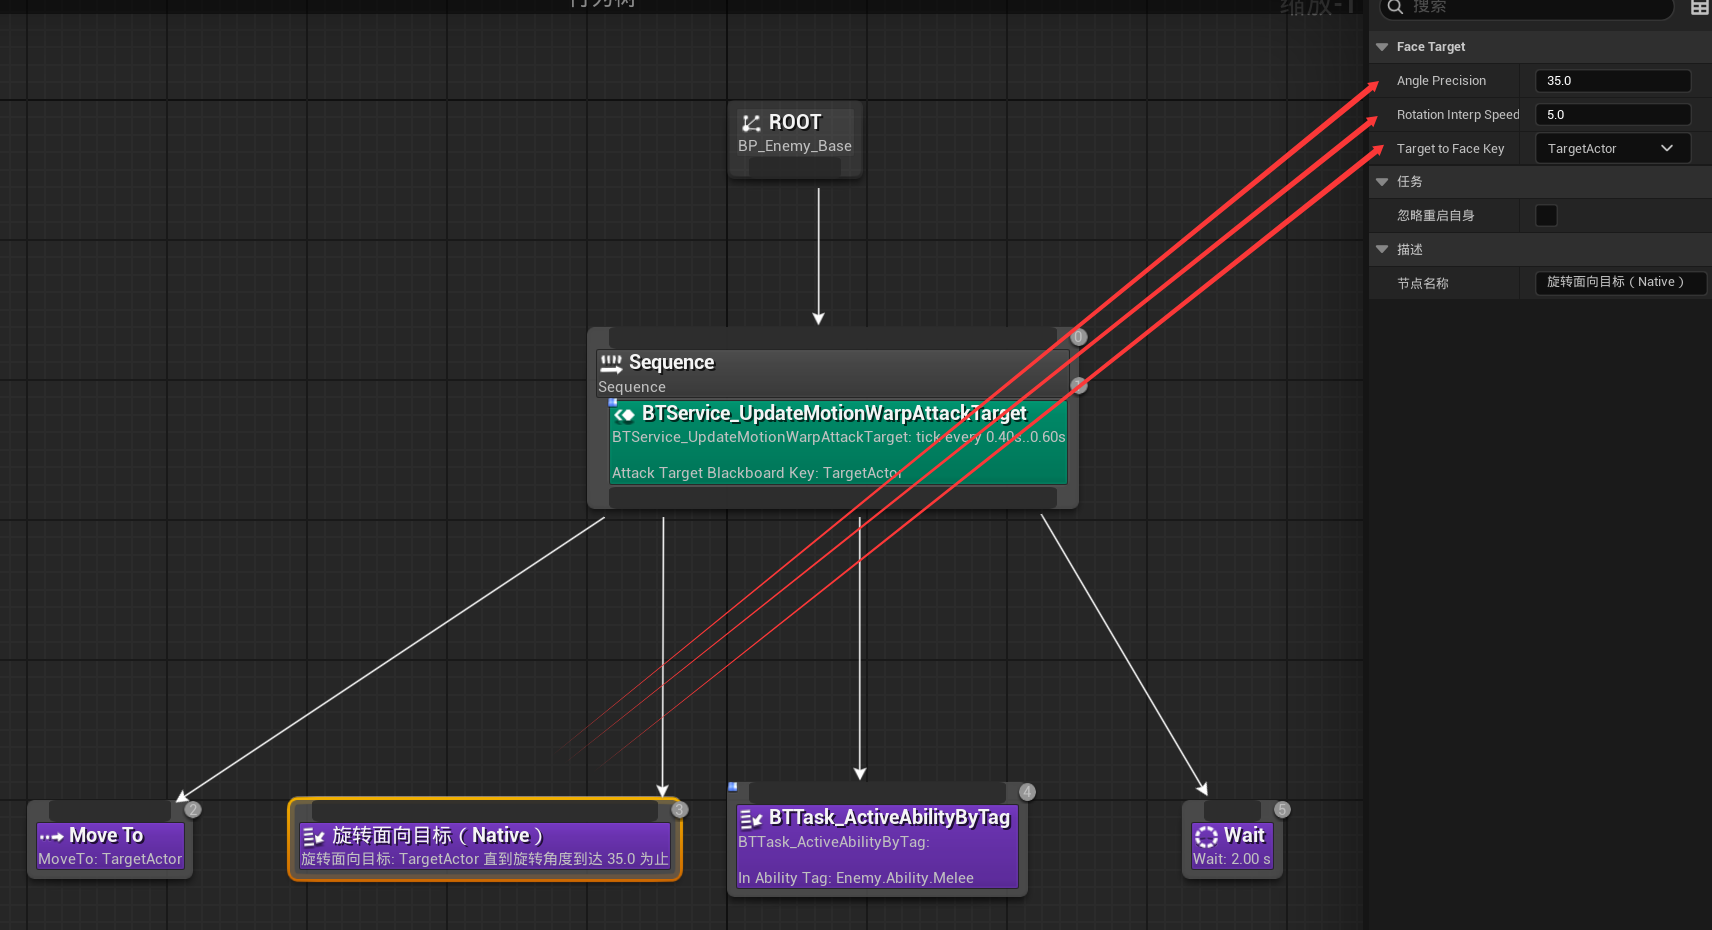 行为树
缩放-1
搜索
Face Target
Angle Precision
35.0
Rotation Interp Speed
5.0
Target to Face Key
TargetActor
任务
忽略重启自身
描述
节点名称
旋转面向目标（Native）
ROOT
BP_Enemy_Base
0
Sequence
Sequence
1
BTService_UpdateMotionWarpAttackTarget
BTService_UpdateMotionWarpAttackTarget: tick every 0.40s..0.60s
Attack Target Blackboard Key: TargetActor
2
Move To
MoveTo: TargetActor
3
旋转面向目标（Native）
旋转面向目标: TargetActor 直到旋转角度到达 35.0 为止
4
BTTask_ActiveAbilityByTag
BTTask_ActiveAbilityByTag:
In Ability Tag: Enemy.Ability.Melee
5
Wait
Wait: 2.00 s